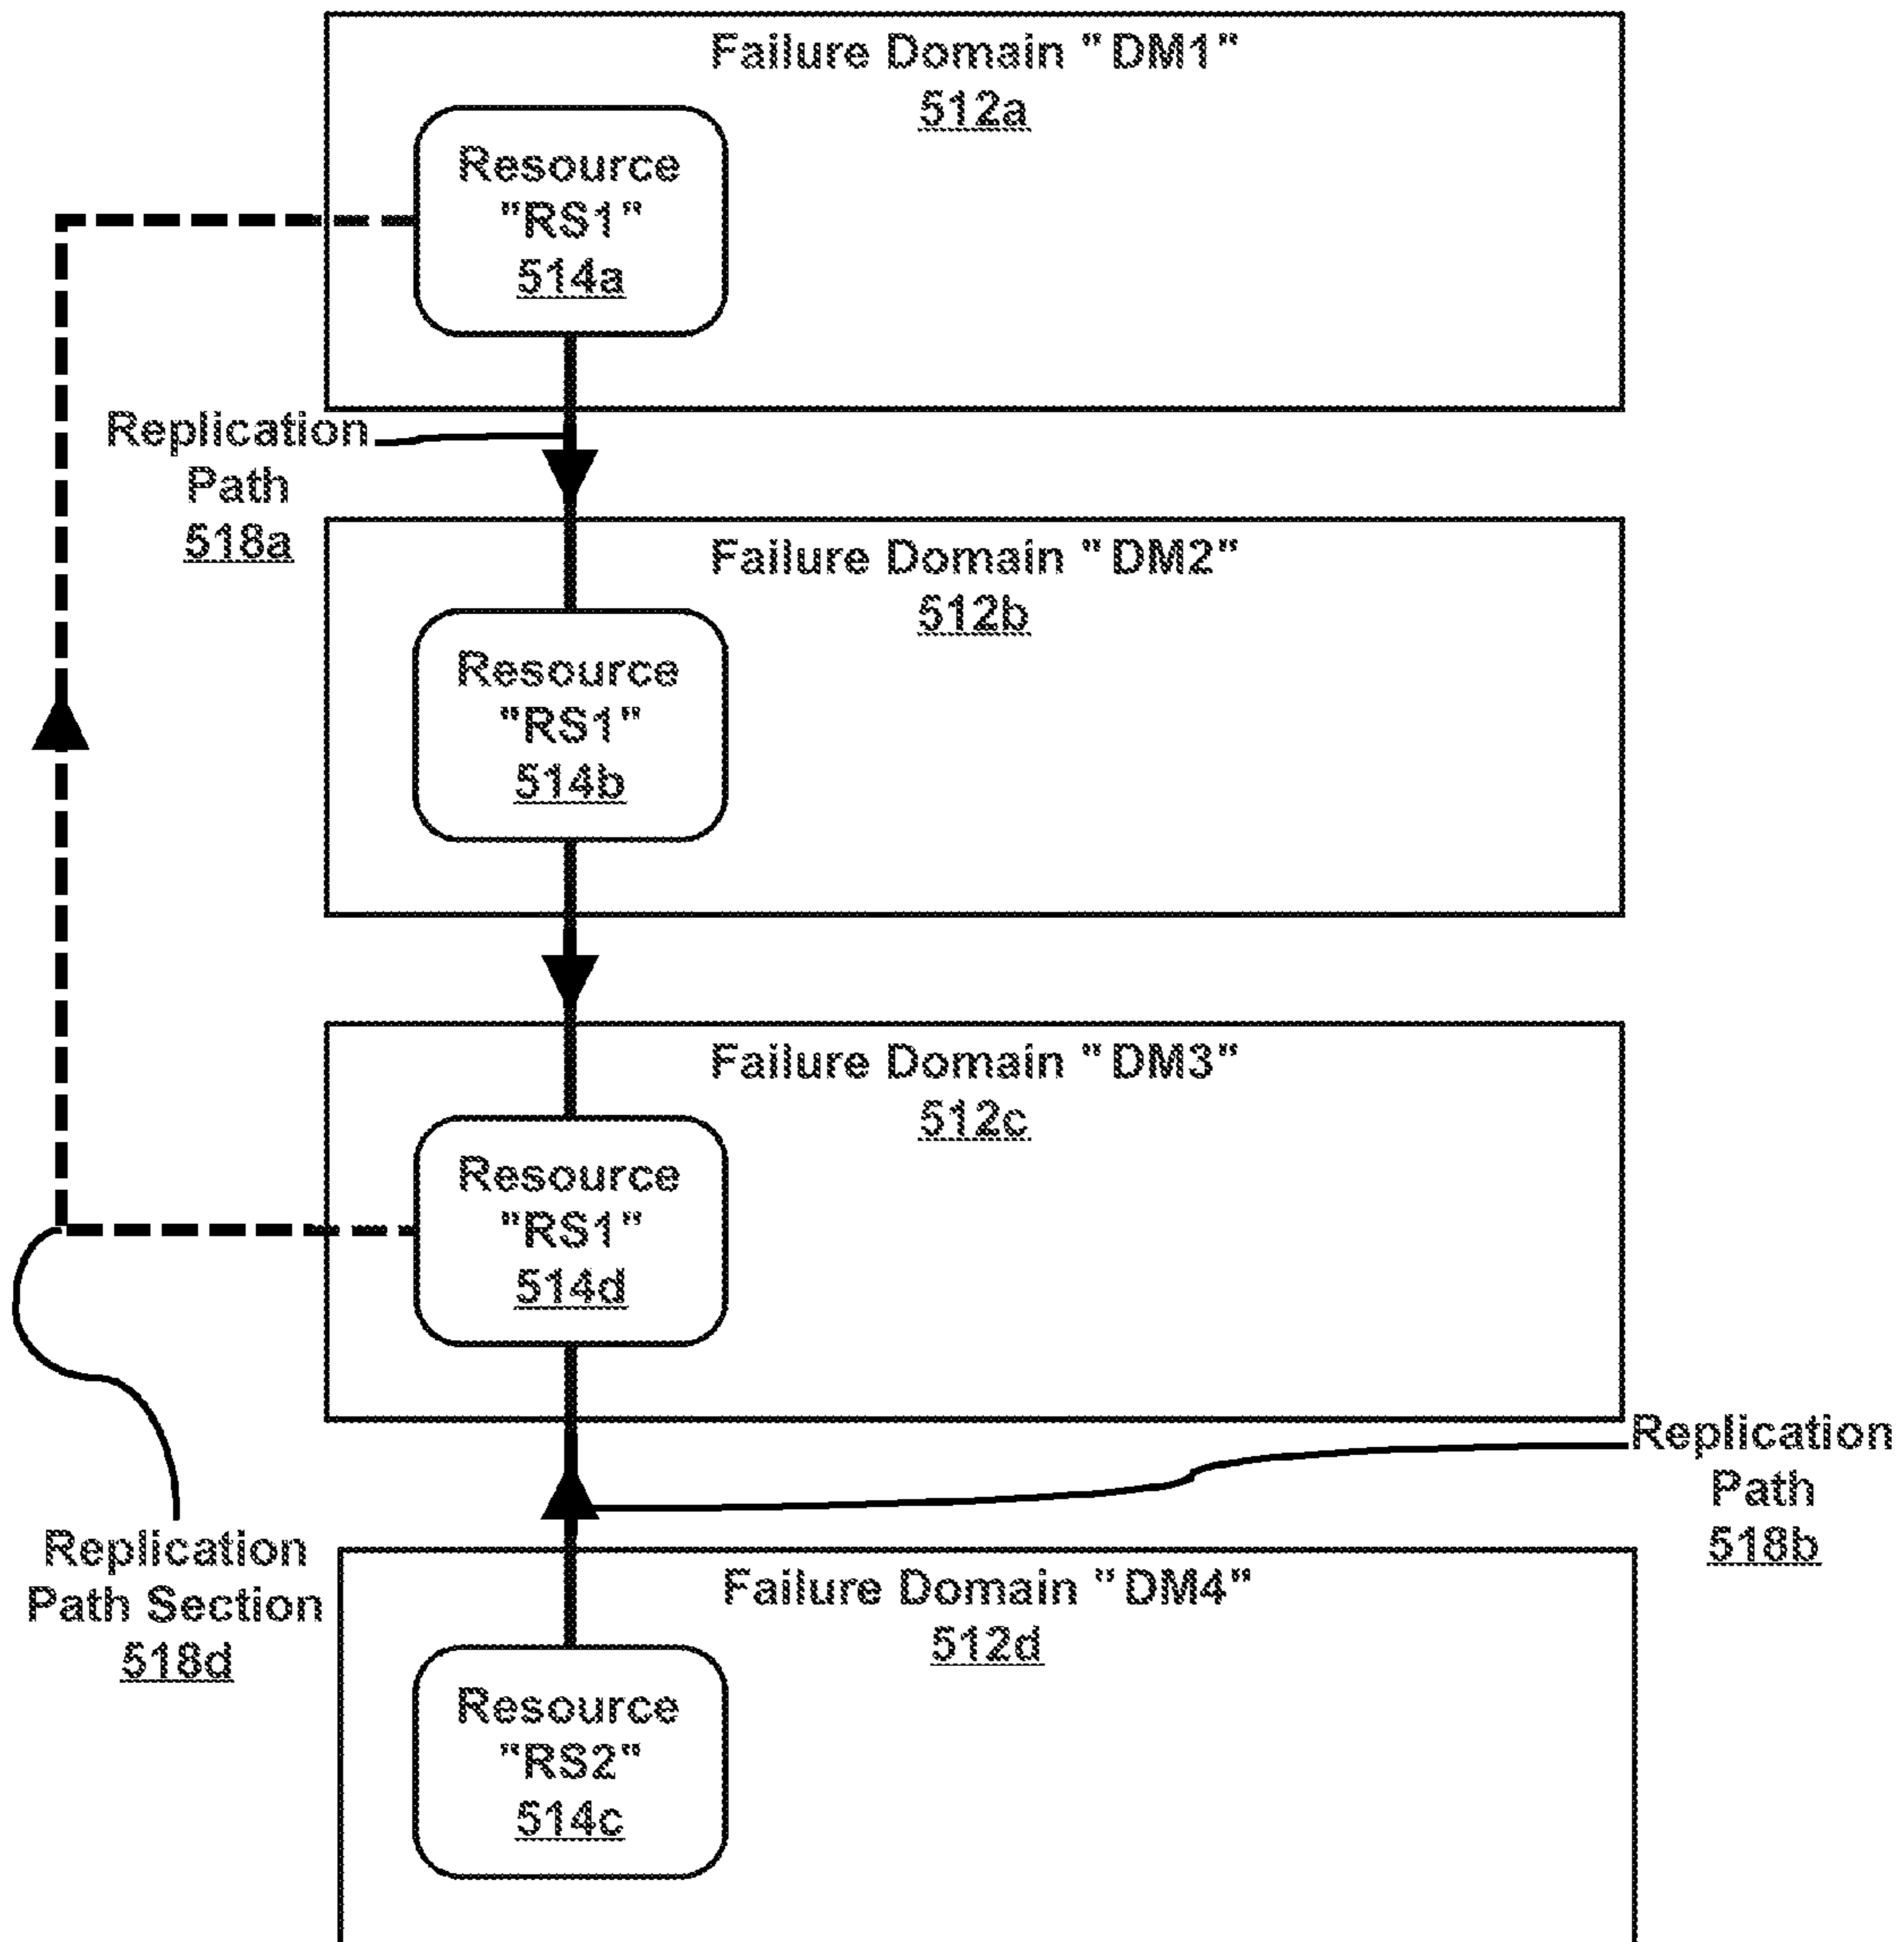 Failure Domain "DM1"
512a
Resource
"RS1"
514a
Replication
Path
518a
Failure Domain "DM2"
512b
Resource
"RS1"
514b
Failure Domain "DM3"
512c
Resource
"RS1"
514d
Replication
Path
518b
Replication
Path Section
518d
Failure Domain "DM4"
512d
Resource
"RS2"
514c